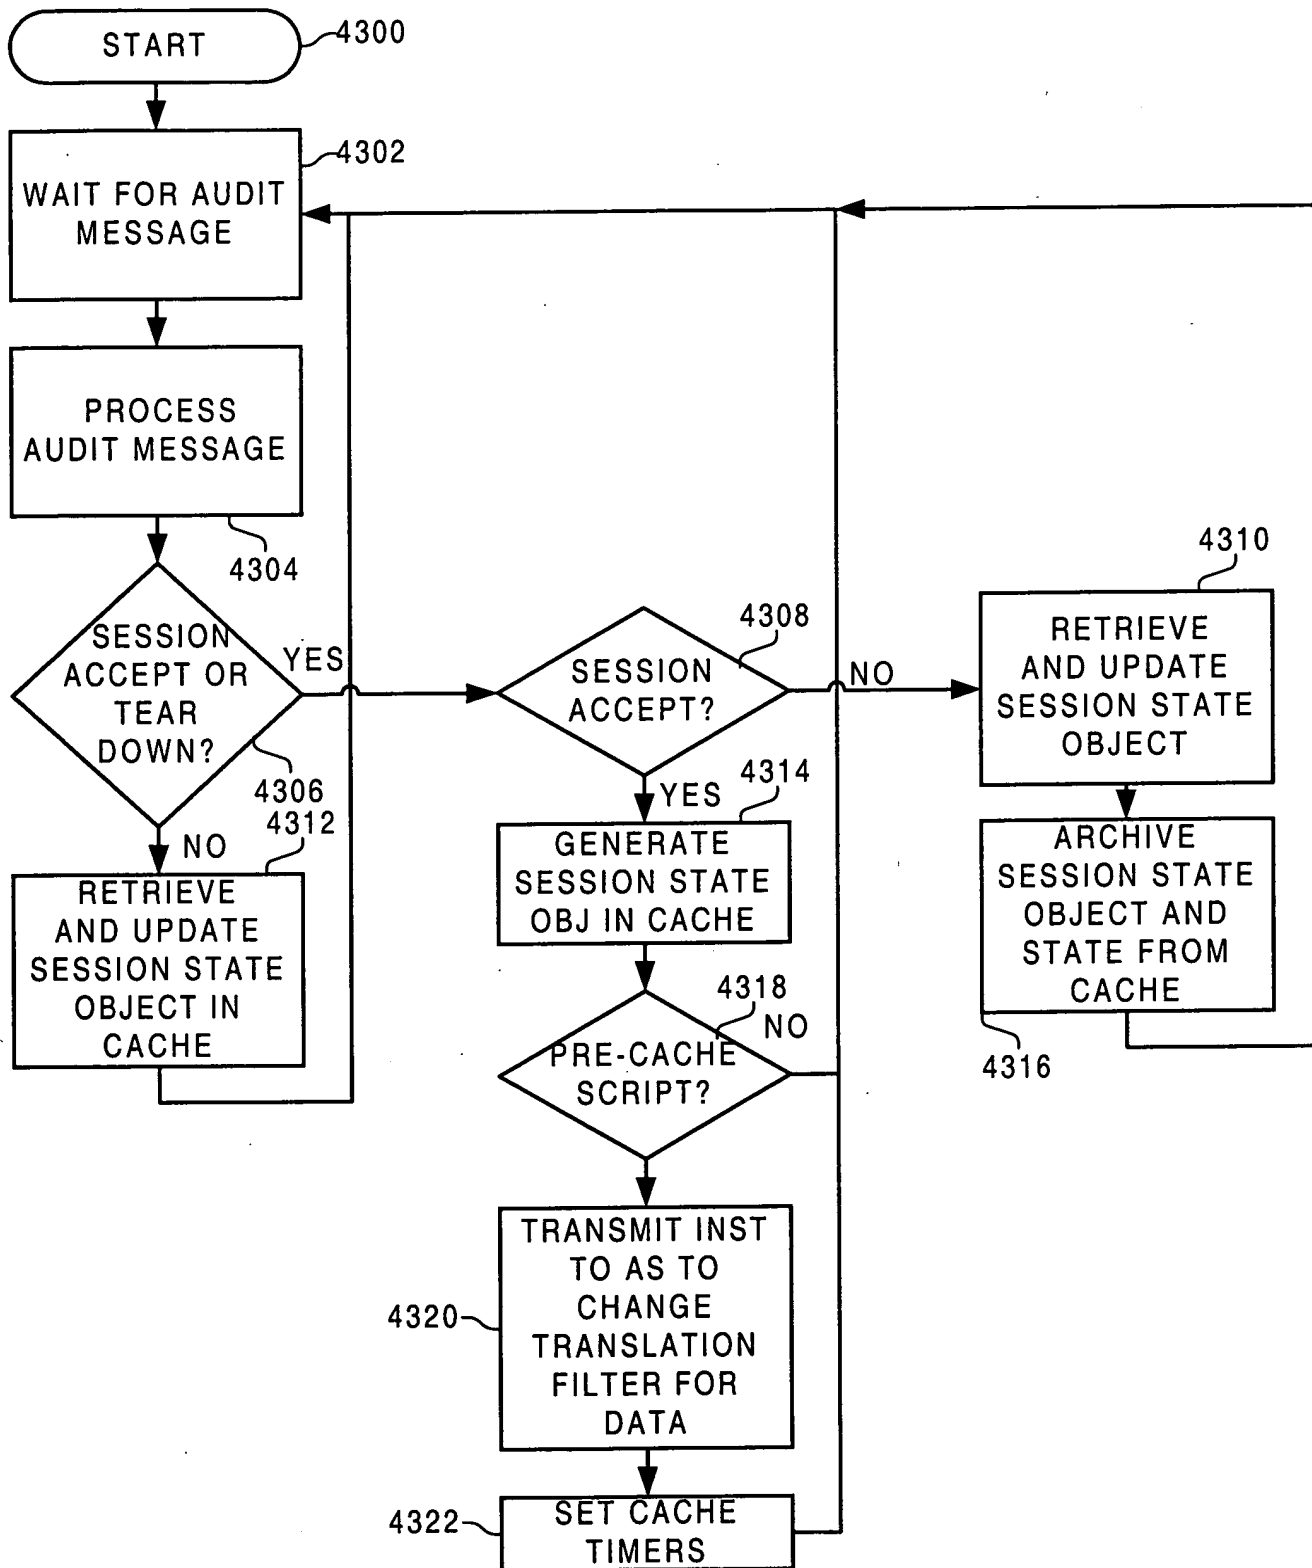 START
4300
4302
WAIT FOR AUDIT
MESSAGE
PROCESS
AUDIT MESSAGE
4304
SESSION
ACCEPT OR
TEAR
DOWN?
YES
4306
4312
NO
RETRIEVE
AND UPDATE
SESSION STATE
OBJECT IN
CACHE
4308
SESSION
ACCEPT?
NO
YES
4314
GENERATE
SESSION STATE
OBJ IN CACHE
4318
NO
PRE-CACHE
SCRIPT?
4320
TRANSMIT INST
TO AS TO
CHANGE
TRANSLATION
FILTER FOR
DATA
4322
SET CACHE
TIMERS
4310
RETRIEVE
AND UPDATE
SESSION STATE
OBJECT
ARCHIVE
SESSION STATE
OBJECT AND
STATE FROM
CACHE
4316